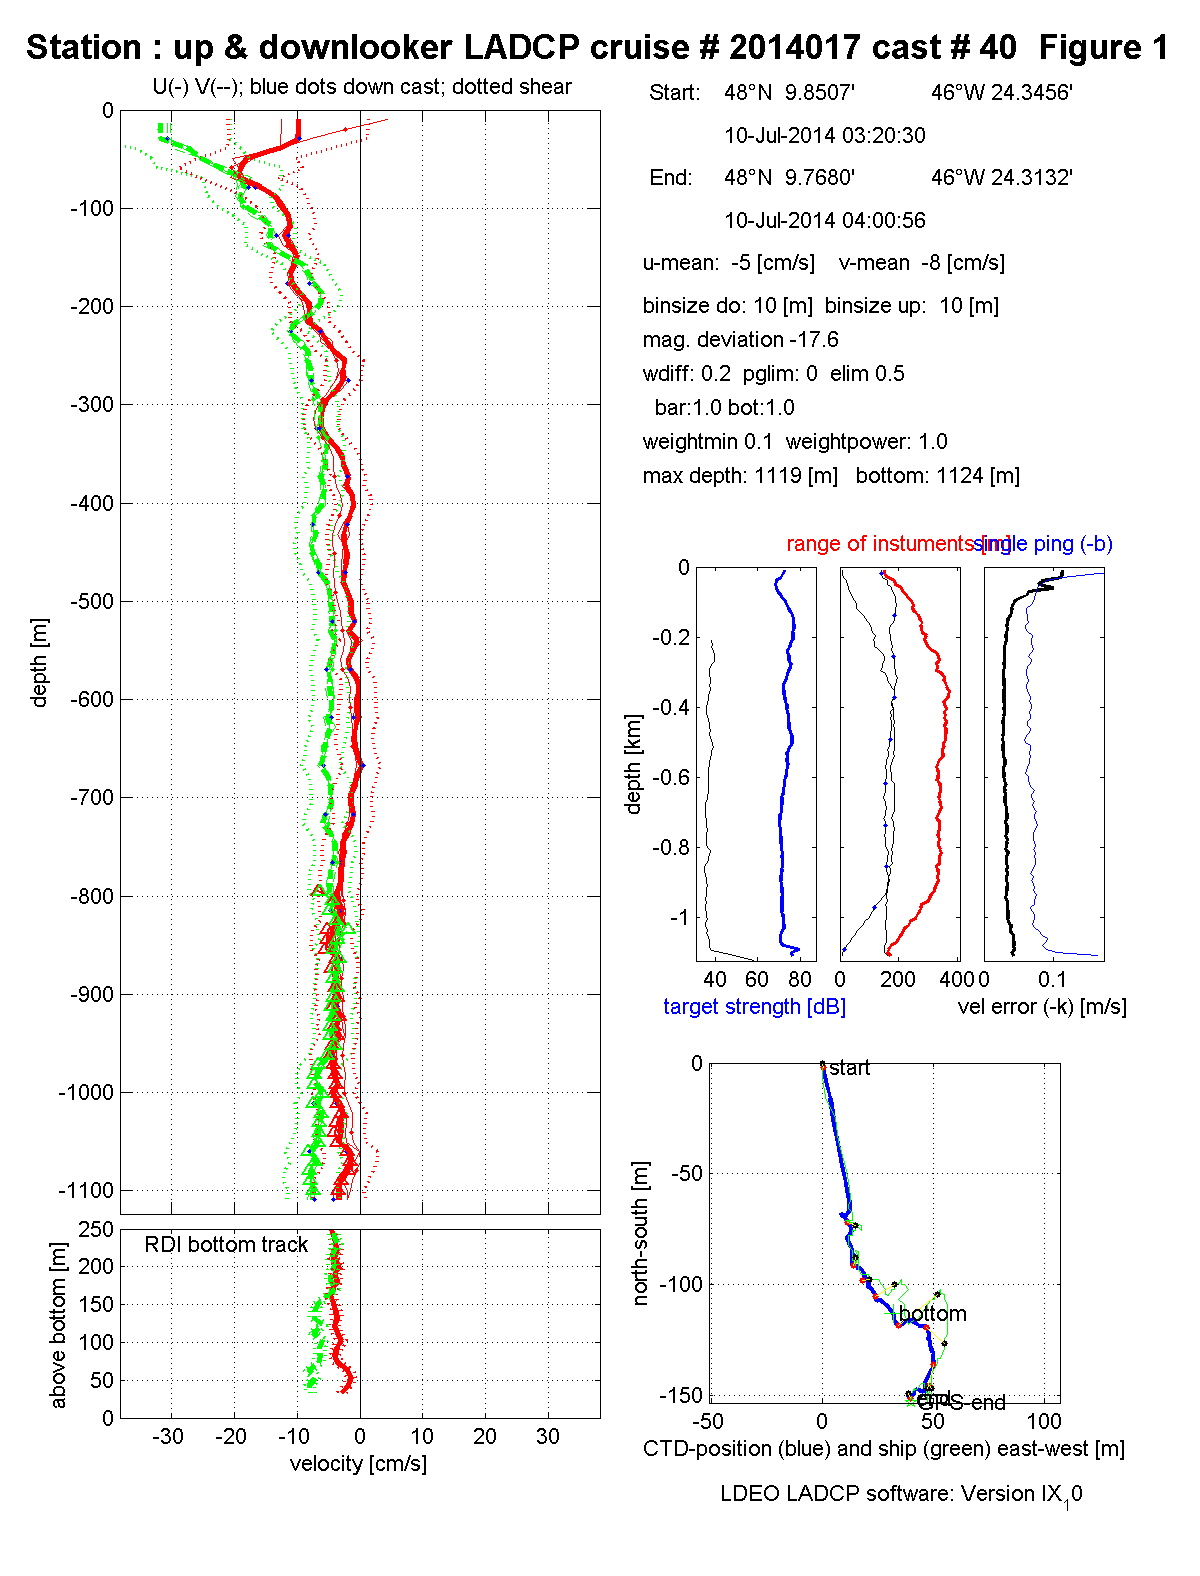 Station : up & downlooker LADCP cruise # 2014017 cast # 40  Figure 1
U(-) V(--); blue dots down cast; dotted shear
0
-100
-200
-300
-400
-500
-600
-700
-800
-900
-1000
-1100
depth [m]
Start: 48°N 9.8507' 46°W 24.3456'
10-Jul-2014 03:20:30
End: 48°N 9.7680' 46°W 24.3132'
10-Jul-2014 04:00:56
u-mean: -5 [cm/s] v-mean -8 [cm/s]
binsize do: 10 [m] binsize up: 10 [m]
mag. deviation -17.6
wdiff: 0.2 pglim: 0 elim 0.5
bar:1.0 bot:1.0
weightmin 0.1 weightpower: 1.0
max depth: 1119 [m] bottom: 1124 [m]
range of instuments [m]
single ping (-b)
0
-0.2
-0.4
-0.6
-0.8
-1
depth [km]
40 60 80
0 200 400
0 0.1
target strength [dB]
vel error (-k) [m/s]
RDI bottom track
250
200
150
100
50
0
above bottom [m]
-30 -20 -10 0 10 20 30
velocity [cm/s]
0
-50
-100
-150
north-south [m]
start
bottom
end
GPS-end
-50 0 50 100
CTD-position (blue) and ship (green) east-west [m]
LDEO LADCP software: Version IX10